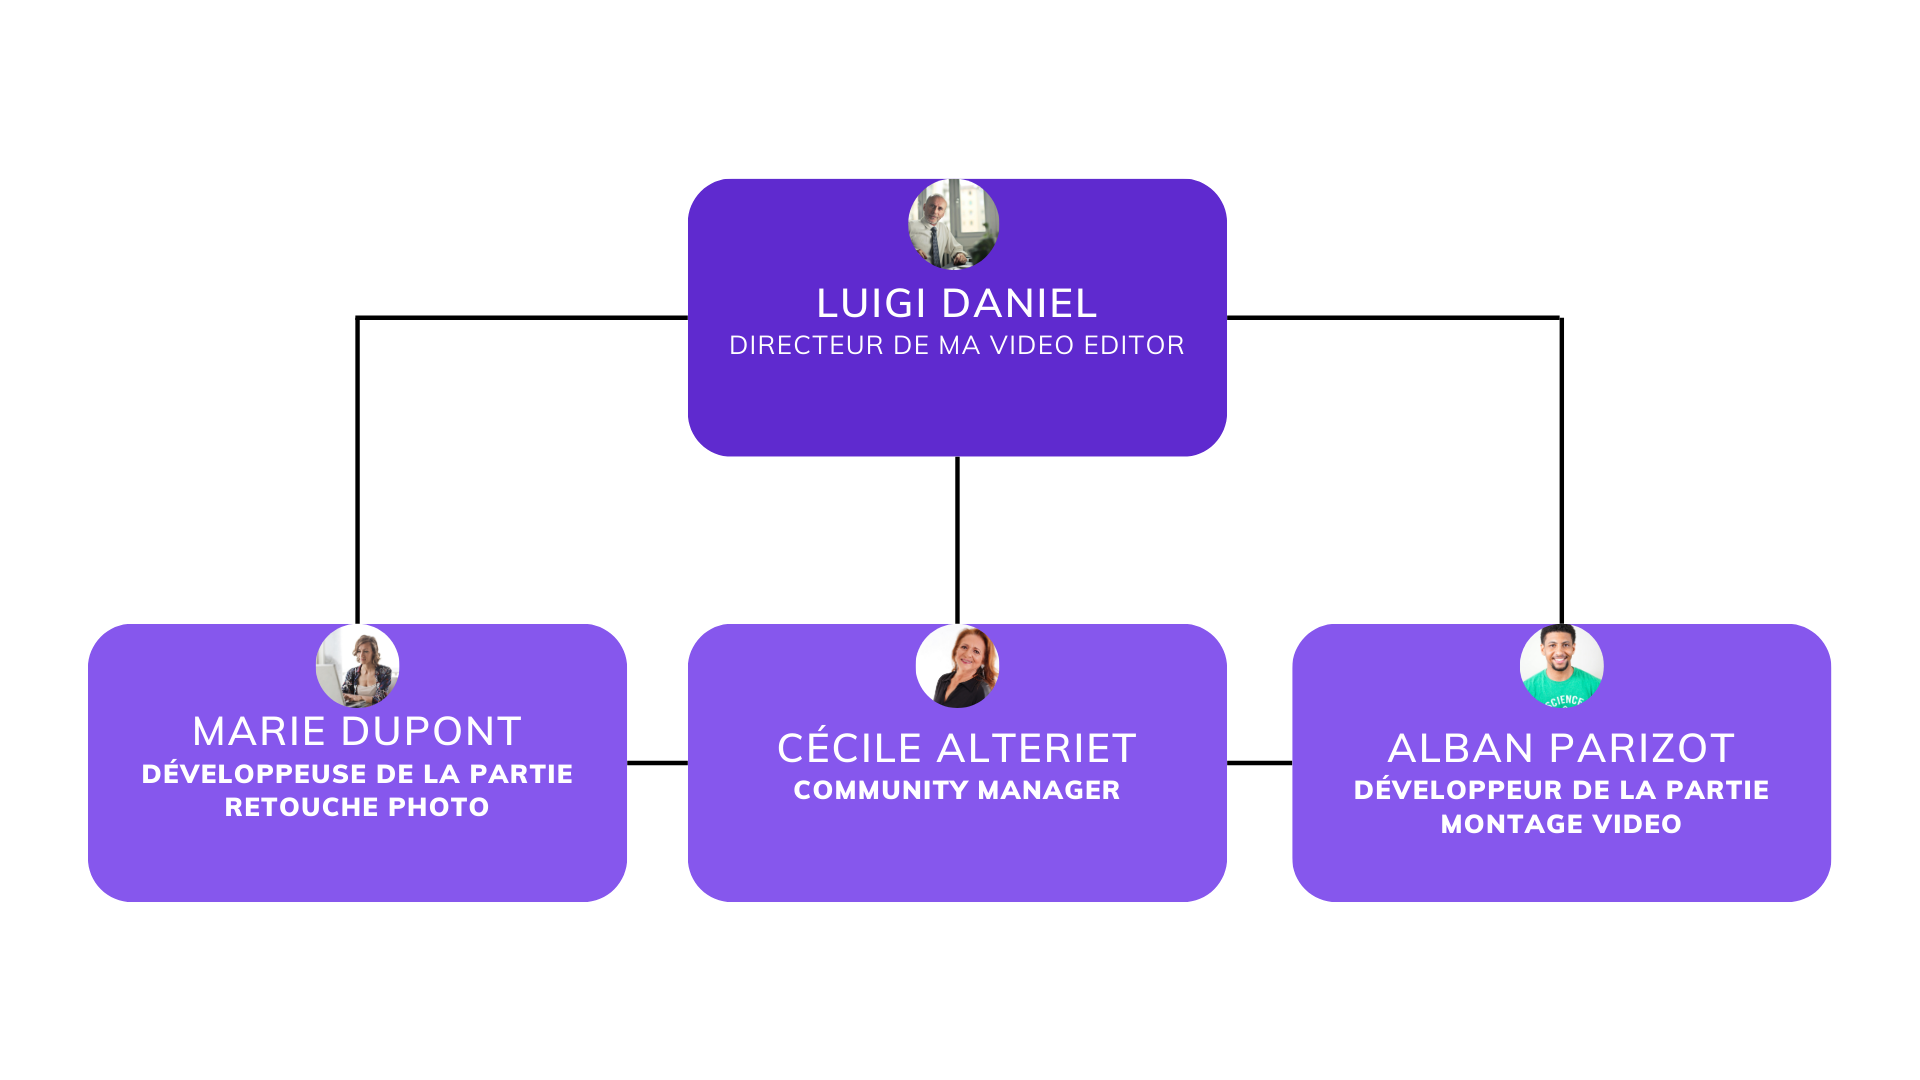 LUIGI DANIEL
DIRECTEUR DE MA VIDEO EDITOR
MARIE DUPONT
DÉVELOPPEUSE DE LA PARTIE
RETOUCHE PHOTO
CÉCILE ALTERIET
COMMUNITY MANAGER
SCIENCE
ALBAN PARIZOT
DÉVELOPPEUR DE LA PARTIE
MONTAGE VIDEO